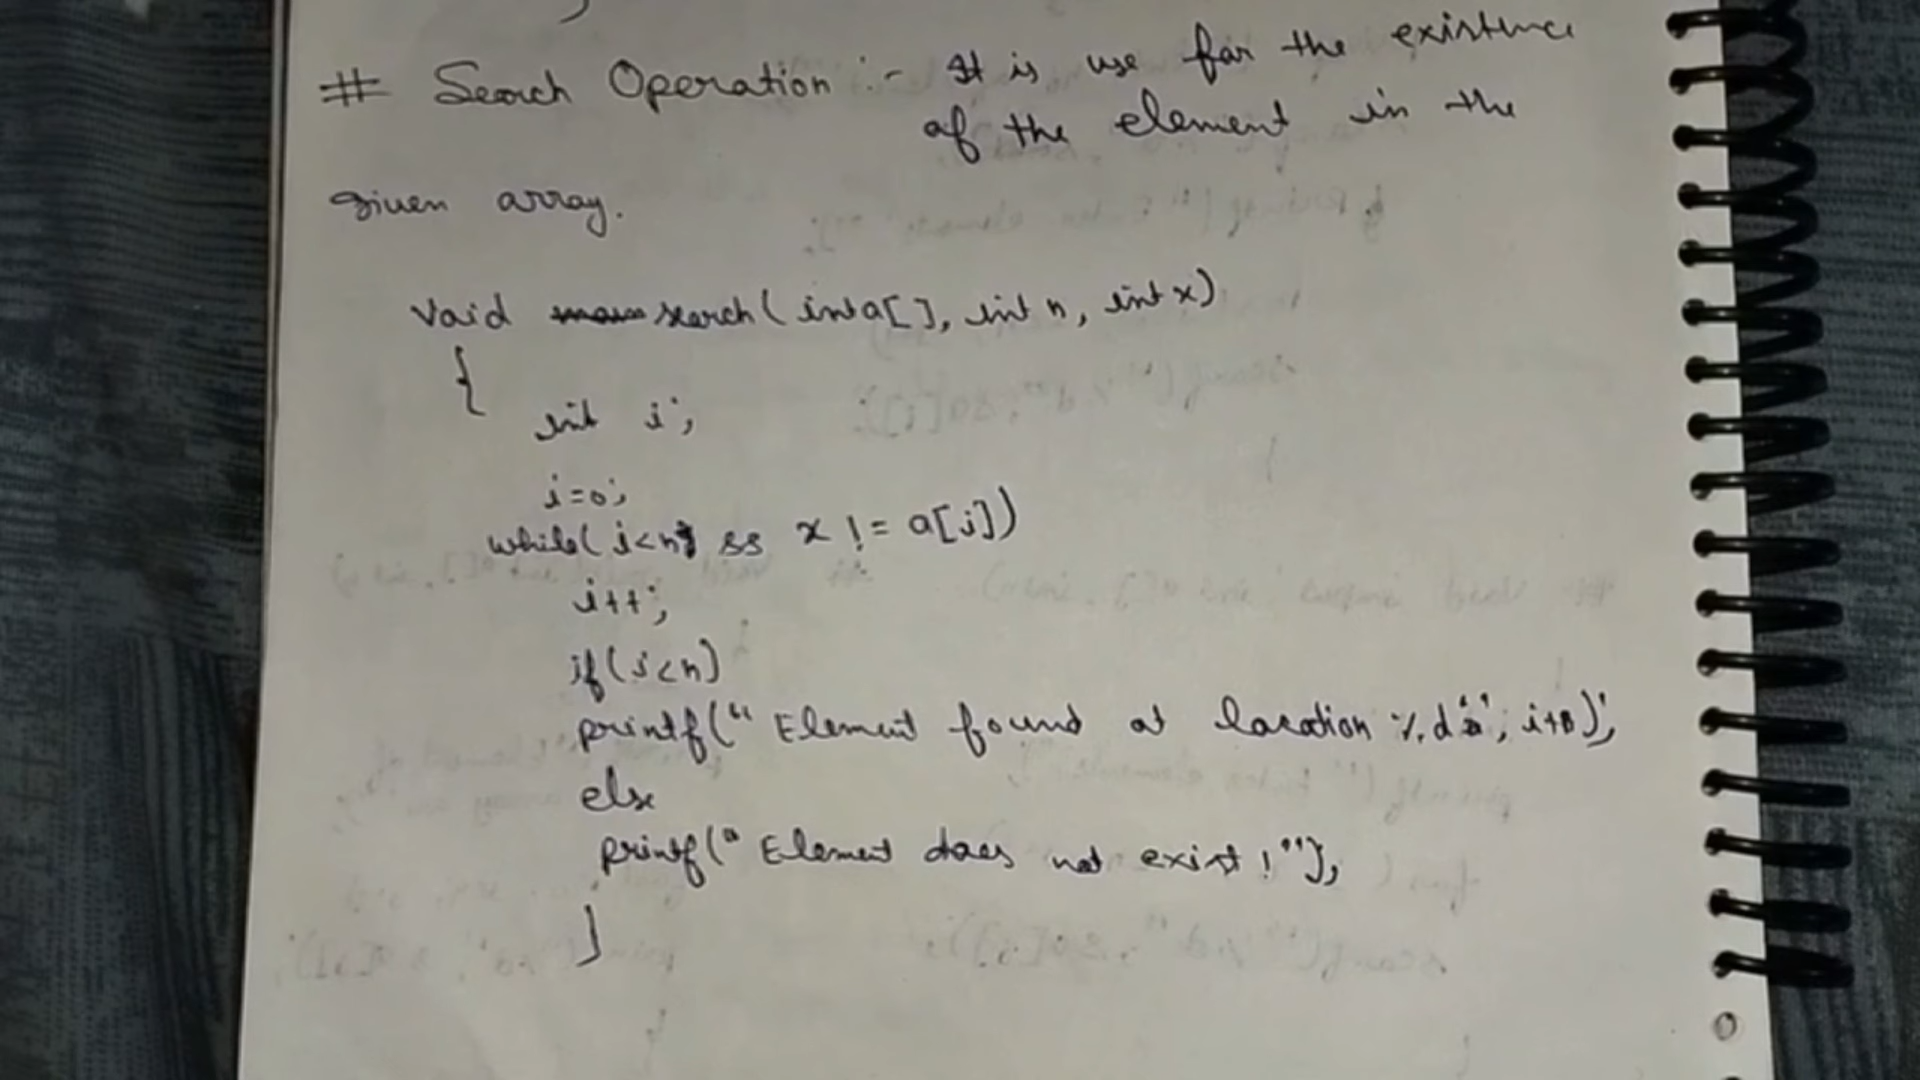 # Search Operation :- It is use for the existence
of the element in the
given array.
void search(int a[], int n, int x)
{
int i;
i=0;
while(i<n && x != a[i])
i++;
if(i<n)
printf("Element found at location %d", i+1);
else
printf("Element does not exist!");
}